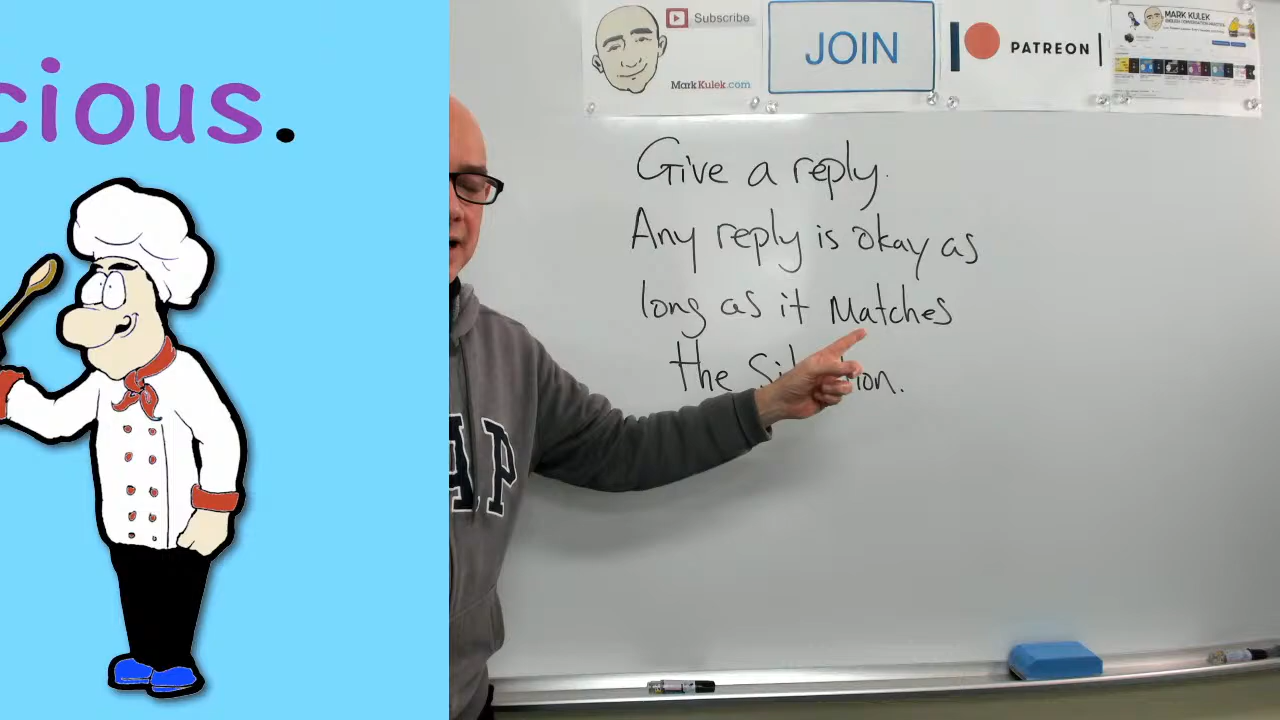 cious.
Subscribe
MarkKulek.com
JOIN
PATREON
MARK KULEK
Give a reply.
Any reply is okay as
long as it Matches
the